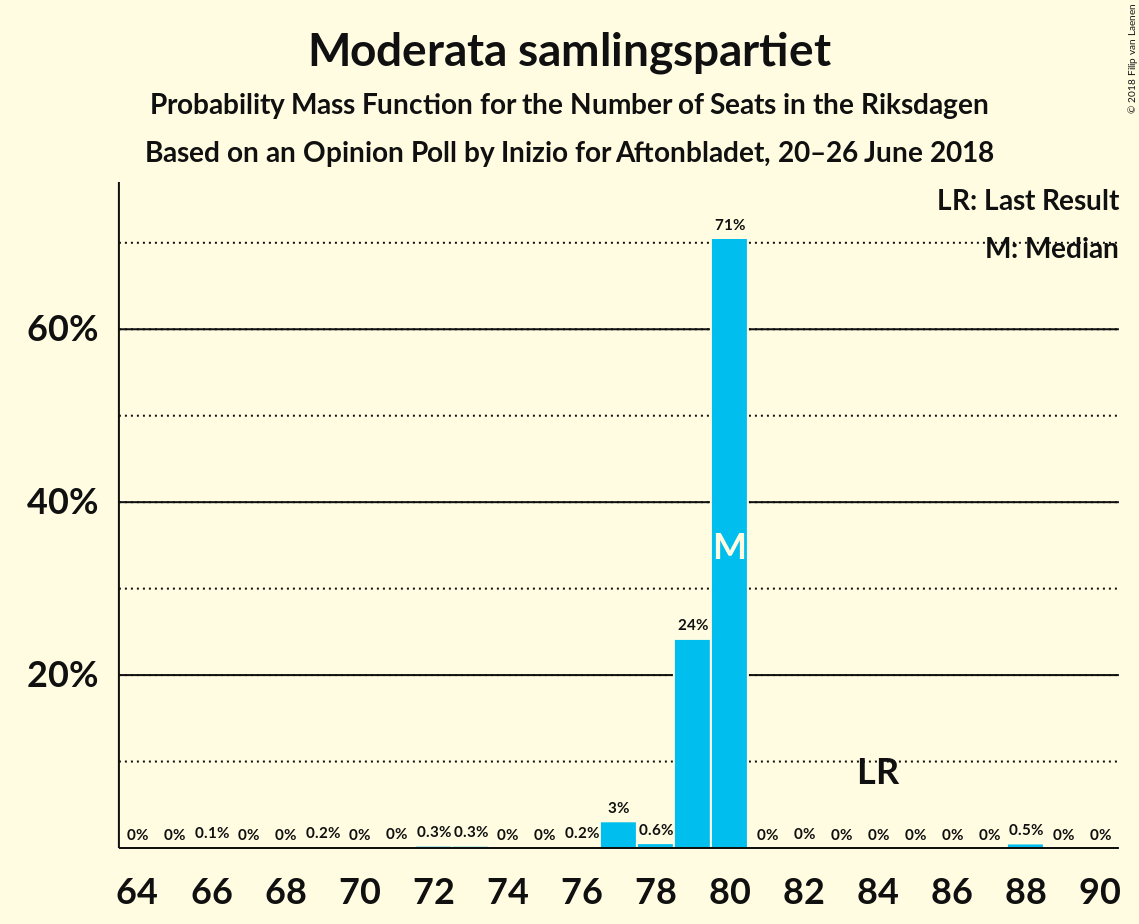 Moderata samlingspartiet
Probability Mass Function for the Number of Seats in the Riksdagen
Based on an Opinion Poll by Inizio for Aftonbladet, 20–26 June 2018
© 2018 Filip van Laenen
LR: Last Result
M: Median
71%
60%
40%
M
24%
20%
LR
3%
0% 0% 0.1% 0% 0% 0.2% 0% 0% 0.3% 0.3% 0% 0% 0.2% 0.6% 0% 0% 0% 0% 0% 0% 0% 0.5% 0% 0%
64 66 68 70 72 74 76 78 80 82 84 86 88 90